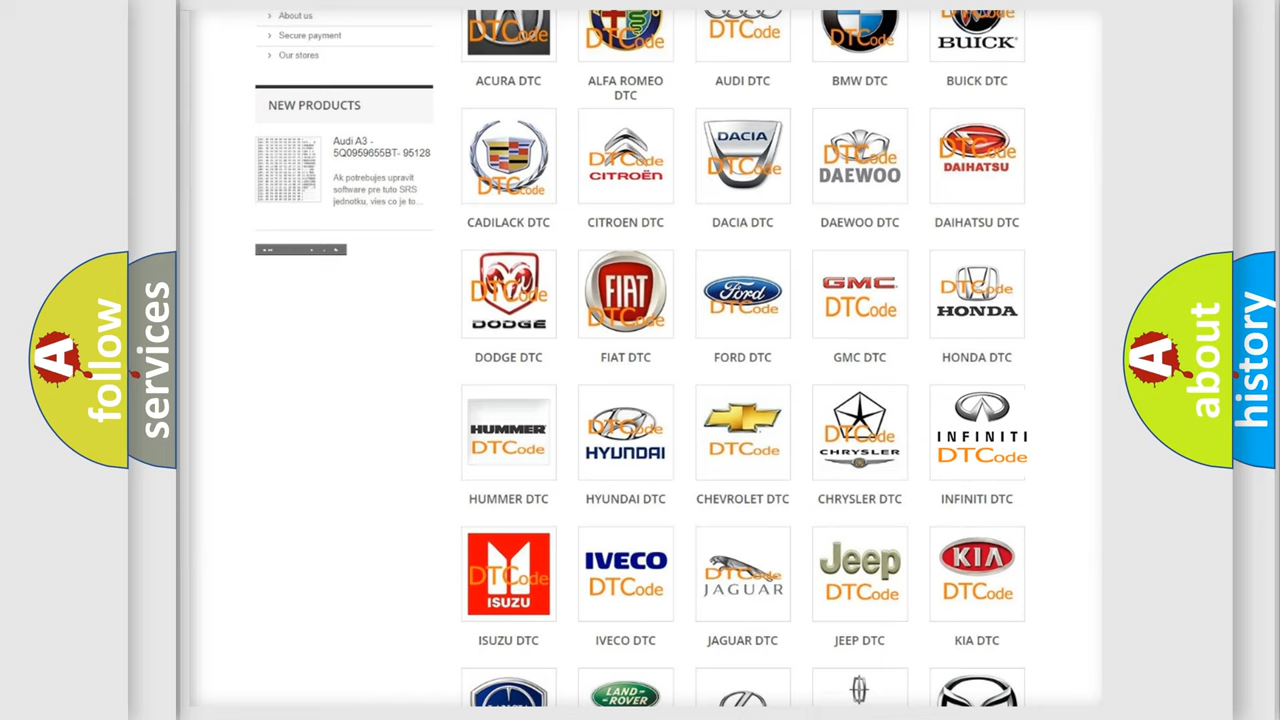 About us
Secure payment
Our stores
NEW PRODUCTS
Audi A3 -
5Q0959655BT- 95128
Ak potrebujes upravit
software pre tuto SRS
jednotku, vies co je to...
DTCode
DTCode
DTCode
DTCode
BUICK
ACURA DTC
ALFA ROMEO
DTC
AUDI DTC
BMW DTC
BUICK DTC
DTCode
DTCode
CITROËN
DACIA
DTCode
DTCode
DAEWOO
DTCode
DAIHATSU
CADILACK DTC
CITROEN DTC
DACIA DTC
DAEWOO DTC
DAIHATSU DTC
DTCode
DODGE
FIAT
DTCode
Ford
DTCode
GMC
DTCode
DTCode
HONDA
DODGE DTC
FIAT DTC
FORD DTC
GMC DTC
HONDA DTC
HUMMER
DTCode
DTCode
HYUNDAI
DTCode
DTCode
CHRYSLER
INFINITI
DTCode
HUMMER DTC
HYUNDAI DTC
CHEVROLET DTC
CHRYSLER DTC
INFINITI DTC
DTCode
ISUZU
IVECO
DTCode
DTCode
JAGUAR
Jeep
DTCode
KIA
DTCode
ISUZU DTC
IVECO DTC
JAGUAR DTC
JEEP DTC
KIA DTC
LAND-
ROVER
A
follow
services
A
about
history